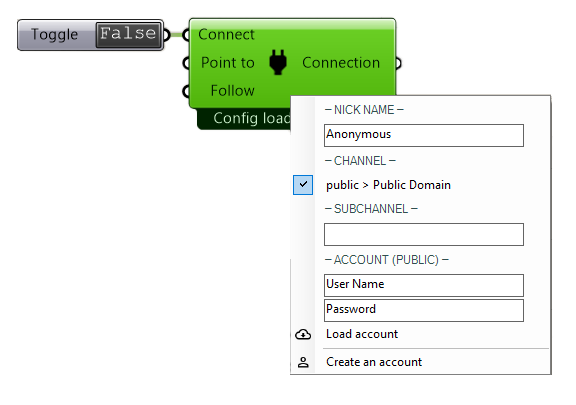 Toggle False
Connect
Point to Connection
Follow
Config load
– NICK NAME –
Anonymous
– CHANNEL –
public > Public Domain
– SUBCHANNEL –
– ACCOUNT (PUBLIC) –
User Name
Password
Load account
Create an account